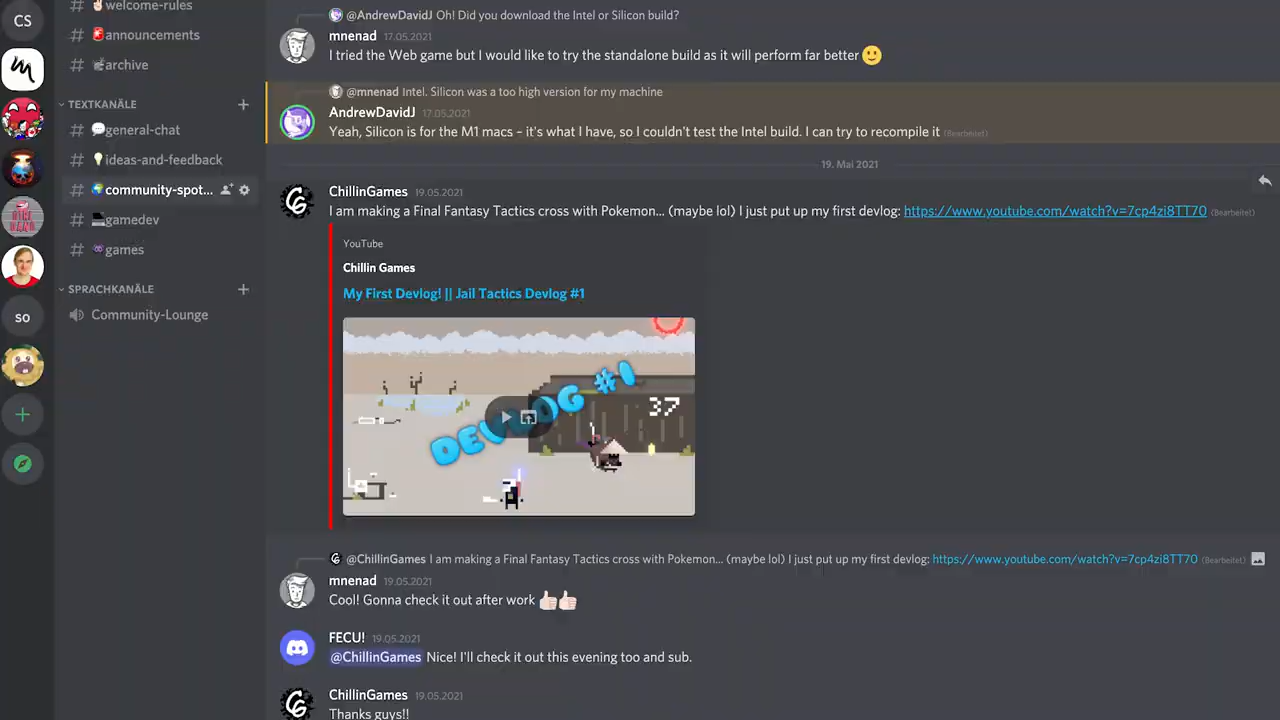 CS
SO
welcome-rules
# announcements
# archive
TEXTKANÄLE
# general-chat
# ideas-and-feedback
# community-spot...
# gamedev
# games
SPRACHKANÄLE
Community-Lounge
@AndrewDavidJ Oh! Did you download the Intel or Silicon build?
mnenad 17.05.2021
I tried the Web game but I would like to try the standalone build as it will perform far better 🙂
@mnenad Intel. Silicon was a too high version for my machine
AndrewDavidJ 17.05.2021
Yeah, Silicon is for the M1 macs – it's what I have, so I couldn't test the Intel build. I can try to recompile it (Bearbeitet)
19. Mai 2021
ChillinGames 19.05.2021
I am making a Final Fantasy Tactics cross with Pokemon... (maybe lol) I just put up my first devlog: https://www.youtube.com/watch?v=7cp4zi8TT70 (Bearbeitet)
YouTube
Chillin Games
My First Devlog! || Jail Tactics Devlog #1
DEVLOG #1
37
@ChillinGames I am making a Final Fantasy Tactics cross with Pokemon... (maybe lol) I just put up my first devlog: https://www.youtube.com/watch?v=7cp4zi8TT70 (Bearbeitet)
mnenad 19.05.2021
Cool! Gonna check it out after work 👍🏻👍🏻
FECU! 19.05.2021
@ChillinGames Nice! I'll check it out this evening too and sub.
ChillinGames 19.05.2021
Thanks guys!!